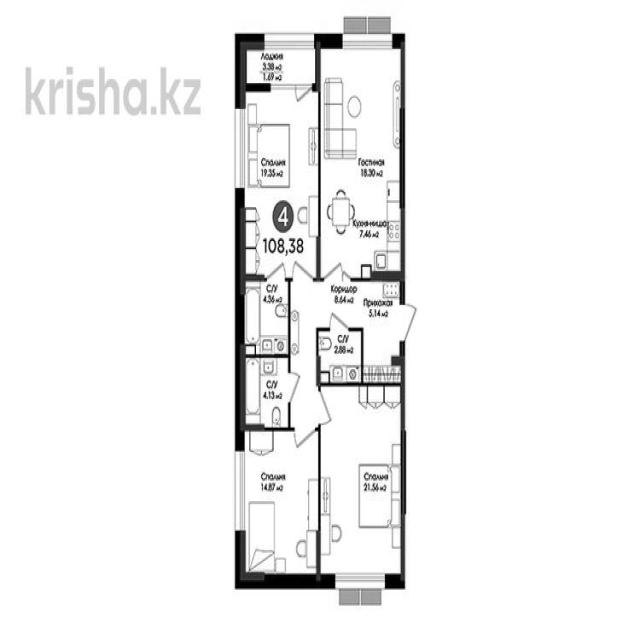 Лоджия
3.38 м2
1.69 м2
krisha.kz
Спальня
19.35 м2
Гостиная
18.30 м2
Кухня-ниша
7.46 м2
4
108,38
С/У
4.36 м2
Коридор
8.64 м2
Прихожая
5.14 м2
С/У
2.88 м2
С/У
4.13 м2
Спальня
14.87 м2
Спальня
21.56 м2